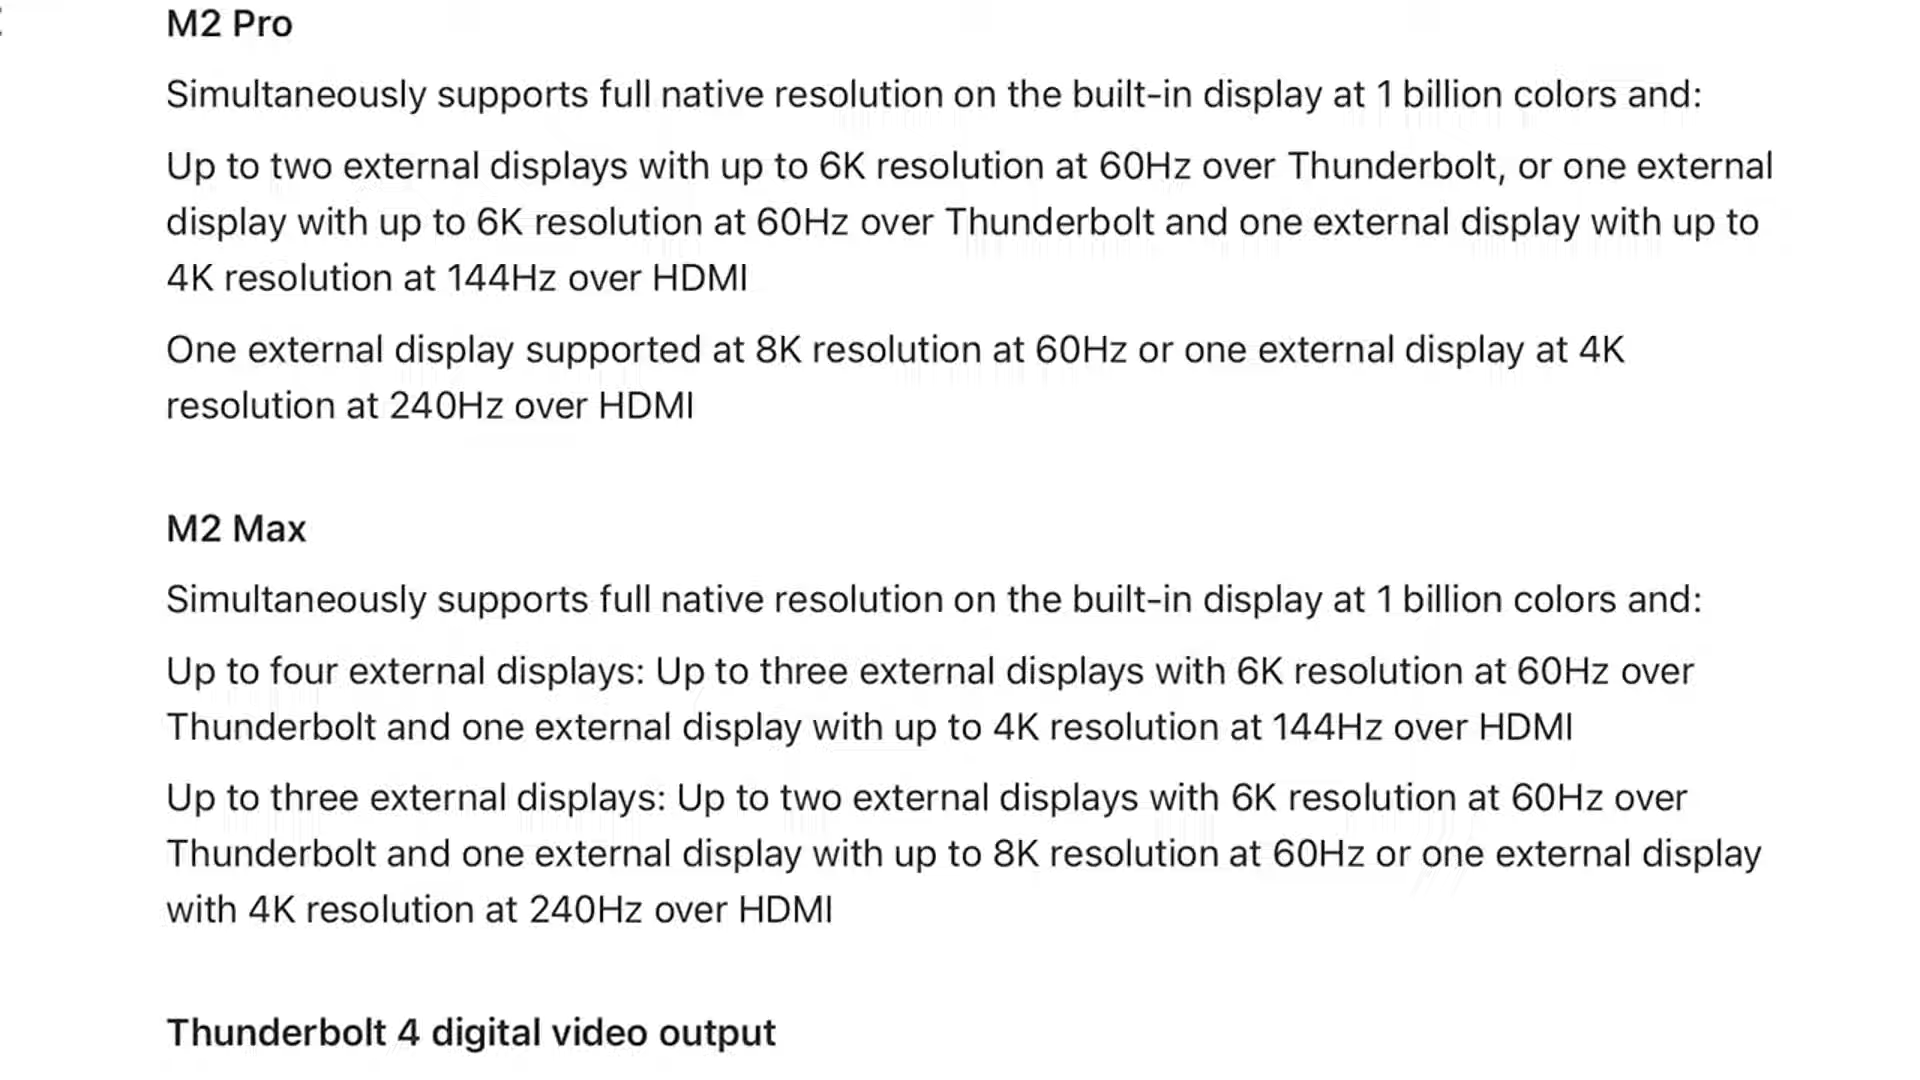 M2 Pro
Simultaneously supports full native resolution on the built-in display at 1 billion colors and:
Up to two external displays with up to 6K resolution at 60Hz over Thunderbolt, or one external
display with up to 6K resolution at 60Hz over Thunderbolt and one external display with up to
4K resolution at 144Hz over HDMI
One external display supported at 8K resolution at 60Hz or one external display at 4K
resolution at 240Hz over HDMI
M2 Max
Simultaneously supports full native resolution on the built-in display at 1 billion colors and:
Up to four external displays: Up to three external displays with 6K resolution at 60Hz over
Thunderbolt and one external display with up to 4K resolution at 144Hz over HDMI
Up to three external displays: Up to two external displays with 6K resolution at 60Hz over
Thunderbolt and one external display with up to 8K resolution at 60Hz or one external display
with 4K resolution at 240Hz over HDMI
Thunderbolt 4 digital video output